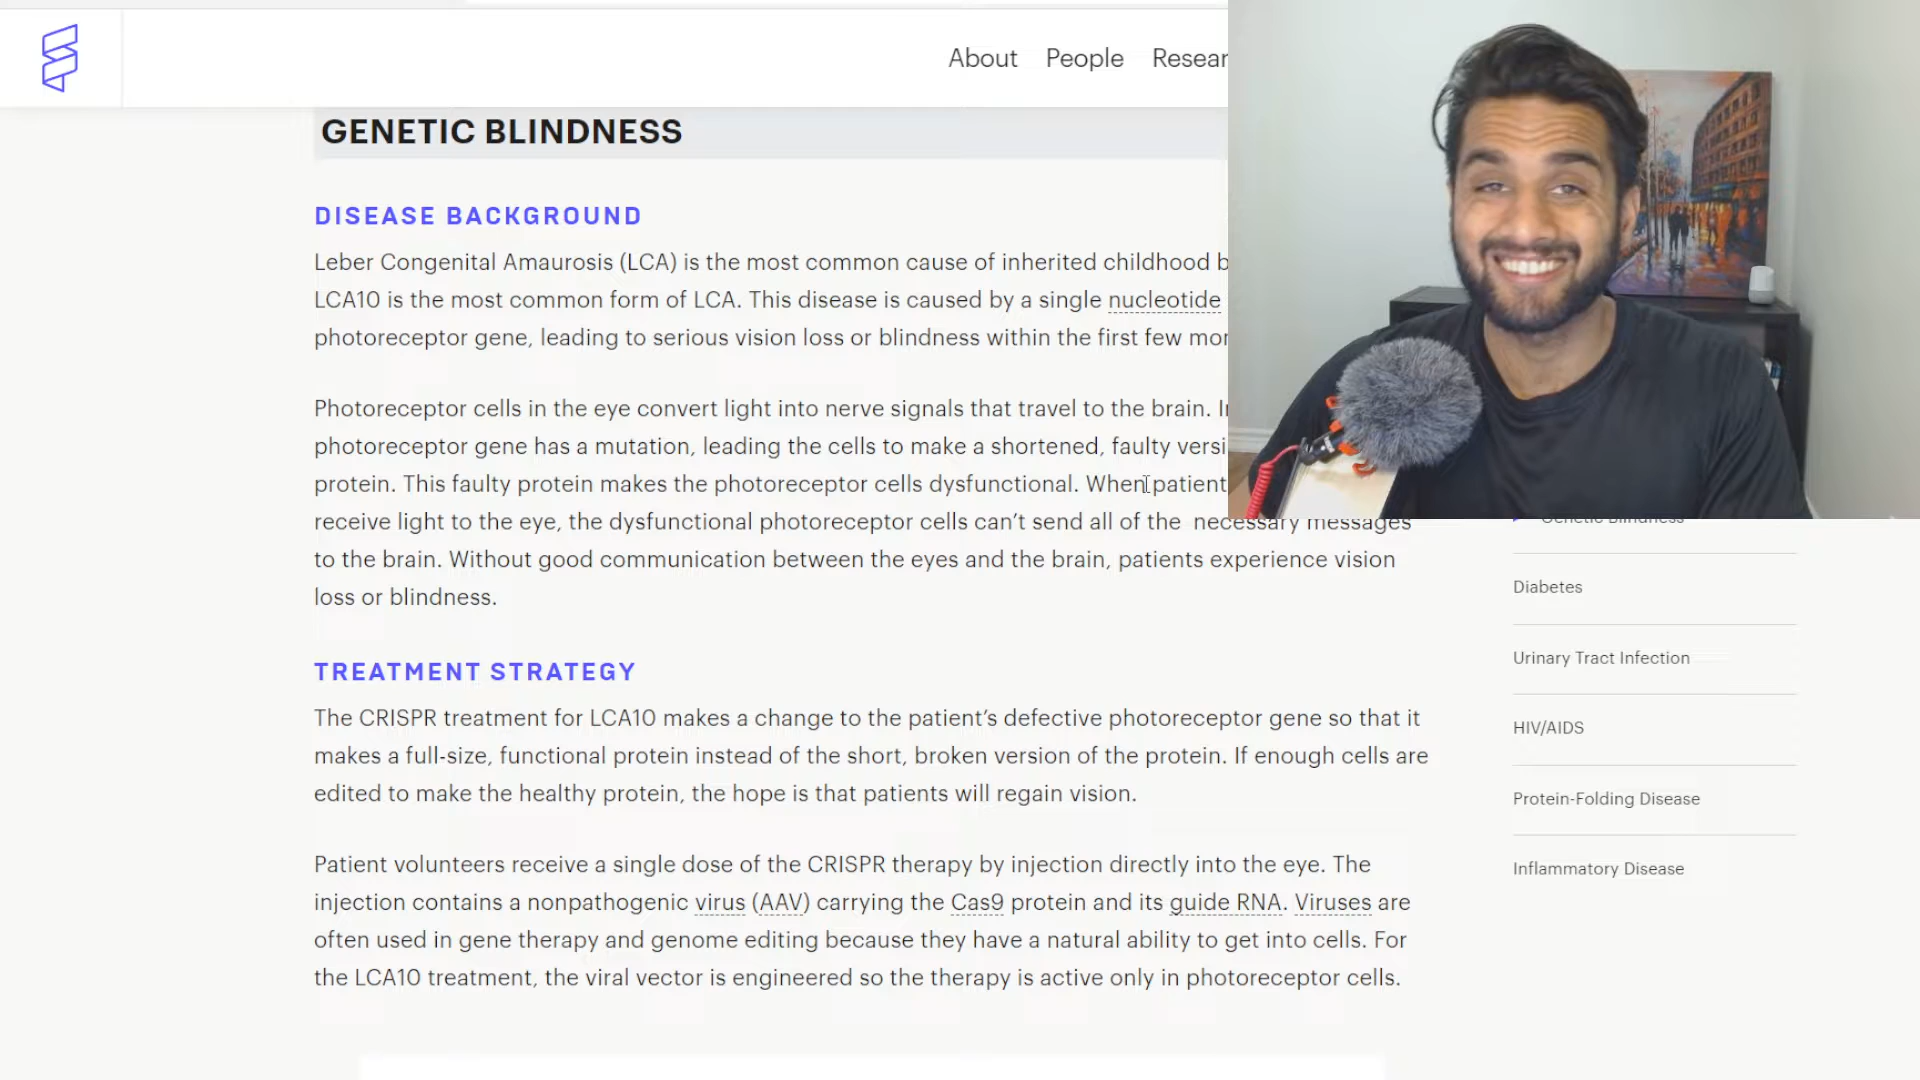 About People Resear
GENETIC BLINDNESS
DISEASE BACKGROUND
Leber Congenital Amaurosis (LCA) is the most common cause of inherited childhood b
LCA10 is the most common form of LCA. This disease is caused by a single nucleotide
photoreceptor gene, leading to serious vision loss or blindness within the first few mon
Photoreceptor cells in the eye convert light into nerve signals that travel to the brain. I
photoreceptor gene has a mutation, leading the cells to make a shortened, faulty versi
protein. This faulty protein makes the photoreceptor cells dysfunctional. When patient
receive light to the eye, the dysfunctional photoreceptor cells can't send all of the necessary messages
to the brain. Without good communication between the eyes and the brain, patients experience vision
loss or blindness.
TREATMENT STRATEGY
The CRISPR treatment for LCA10 makes a change to the patient's defective photoreceptor gene so that it
makes a full-size, functional protein instead of the short, broken version of the protein. If enough cells are
edited to make the healthy protein, the hope is that patients will regain vision.
Patient volunteers receive a single dose of the CRISPR therapy by injection directly into the eye. The
injection contains a nonpathogenic virus (AAV) carrying the Cas9 protein and its guide RNA. Viruses are
often used in gene therapy and genome editing because they have a natural ability to get into cells. For
the LCA10 treatment, the viral vector is engineered so the therapy is active only in photoreceptor cells.
Genetic Blindness
Diabetes
Urinary Tract Infection
HIV/AIDS
Protein-Folding Disease
Inflammatory Disease